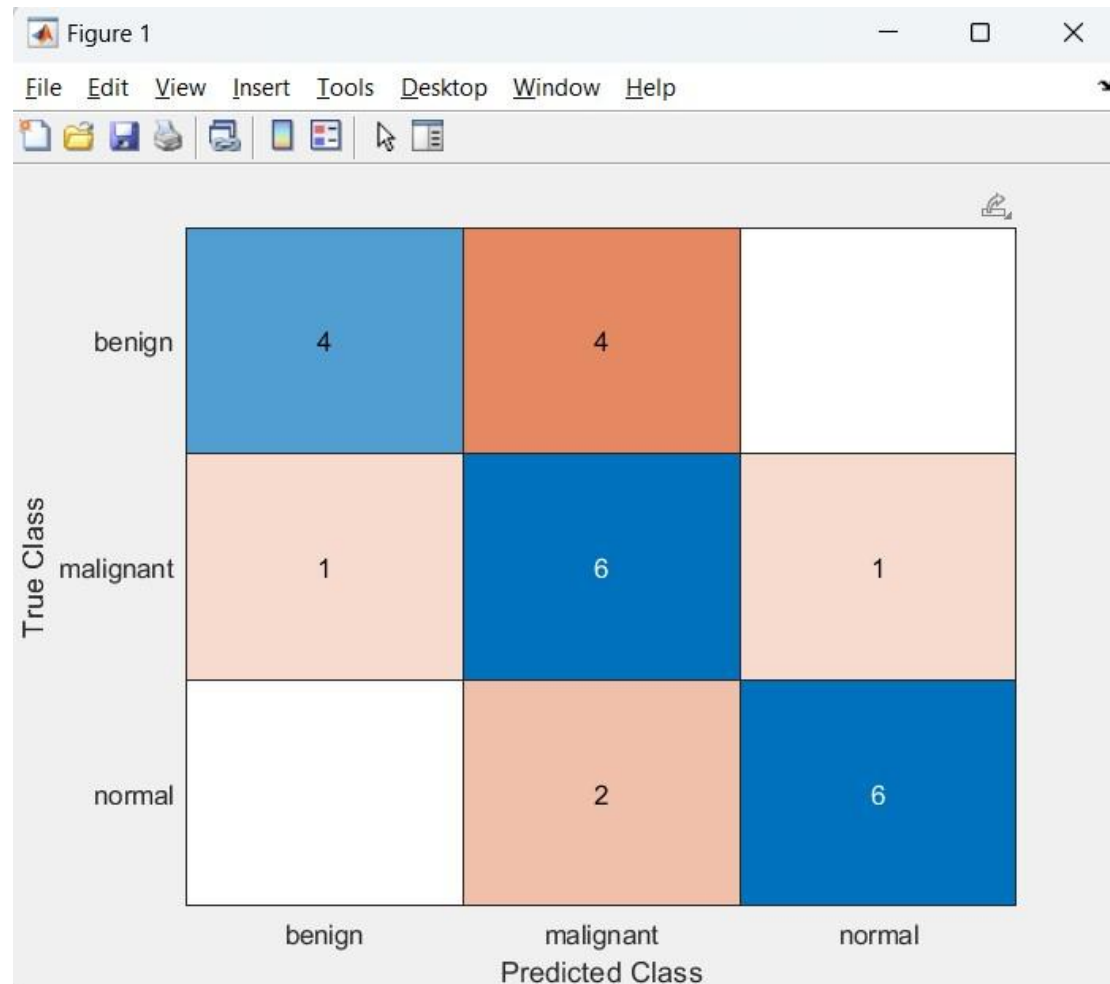 Figure 1
File Edit View Insert Tools Desktop Window Help
benign 4 4
True Class
malignant 1 6 1
normal 2 6
benign malignant normal
Predicted Class